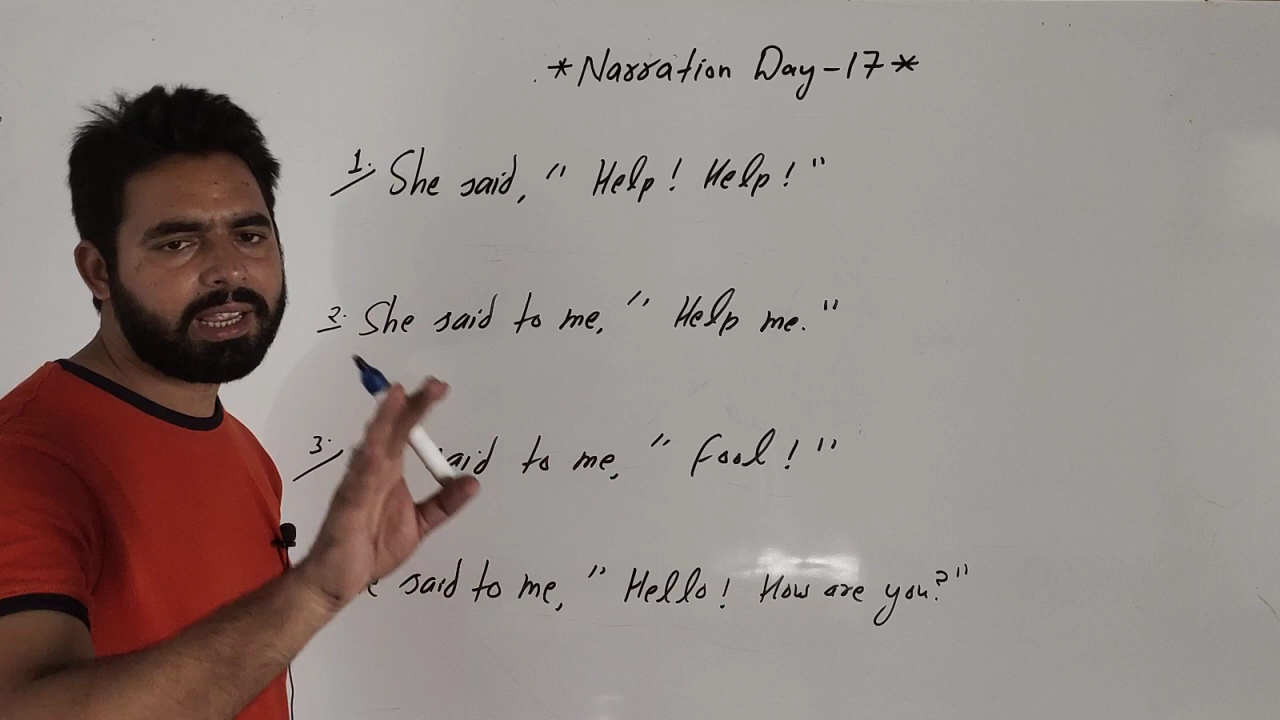 *Narration Day-17*
1. She said, " Help! Help! "
2. She said to me, " Help me. "
3. said to me, " Fool! "
said to me, " Hello! How are you? "